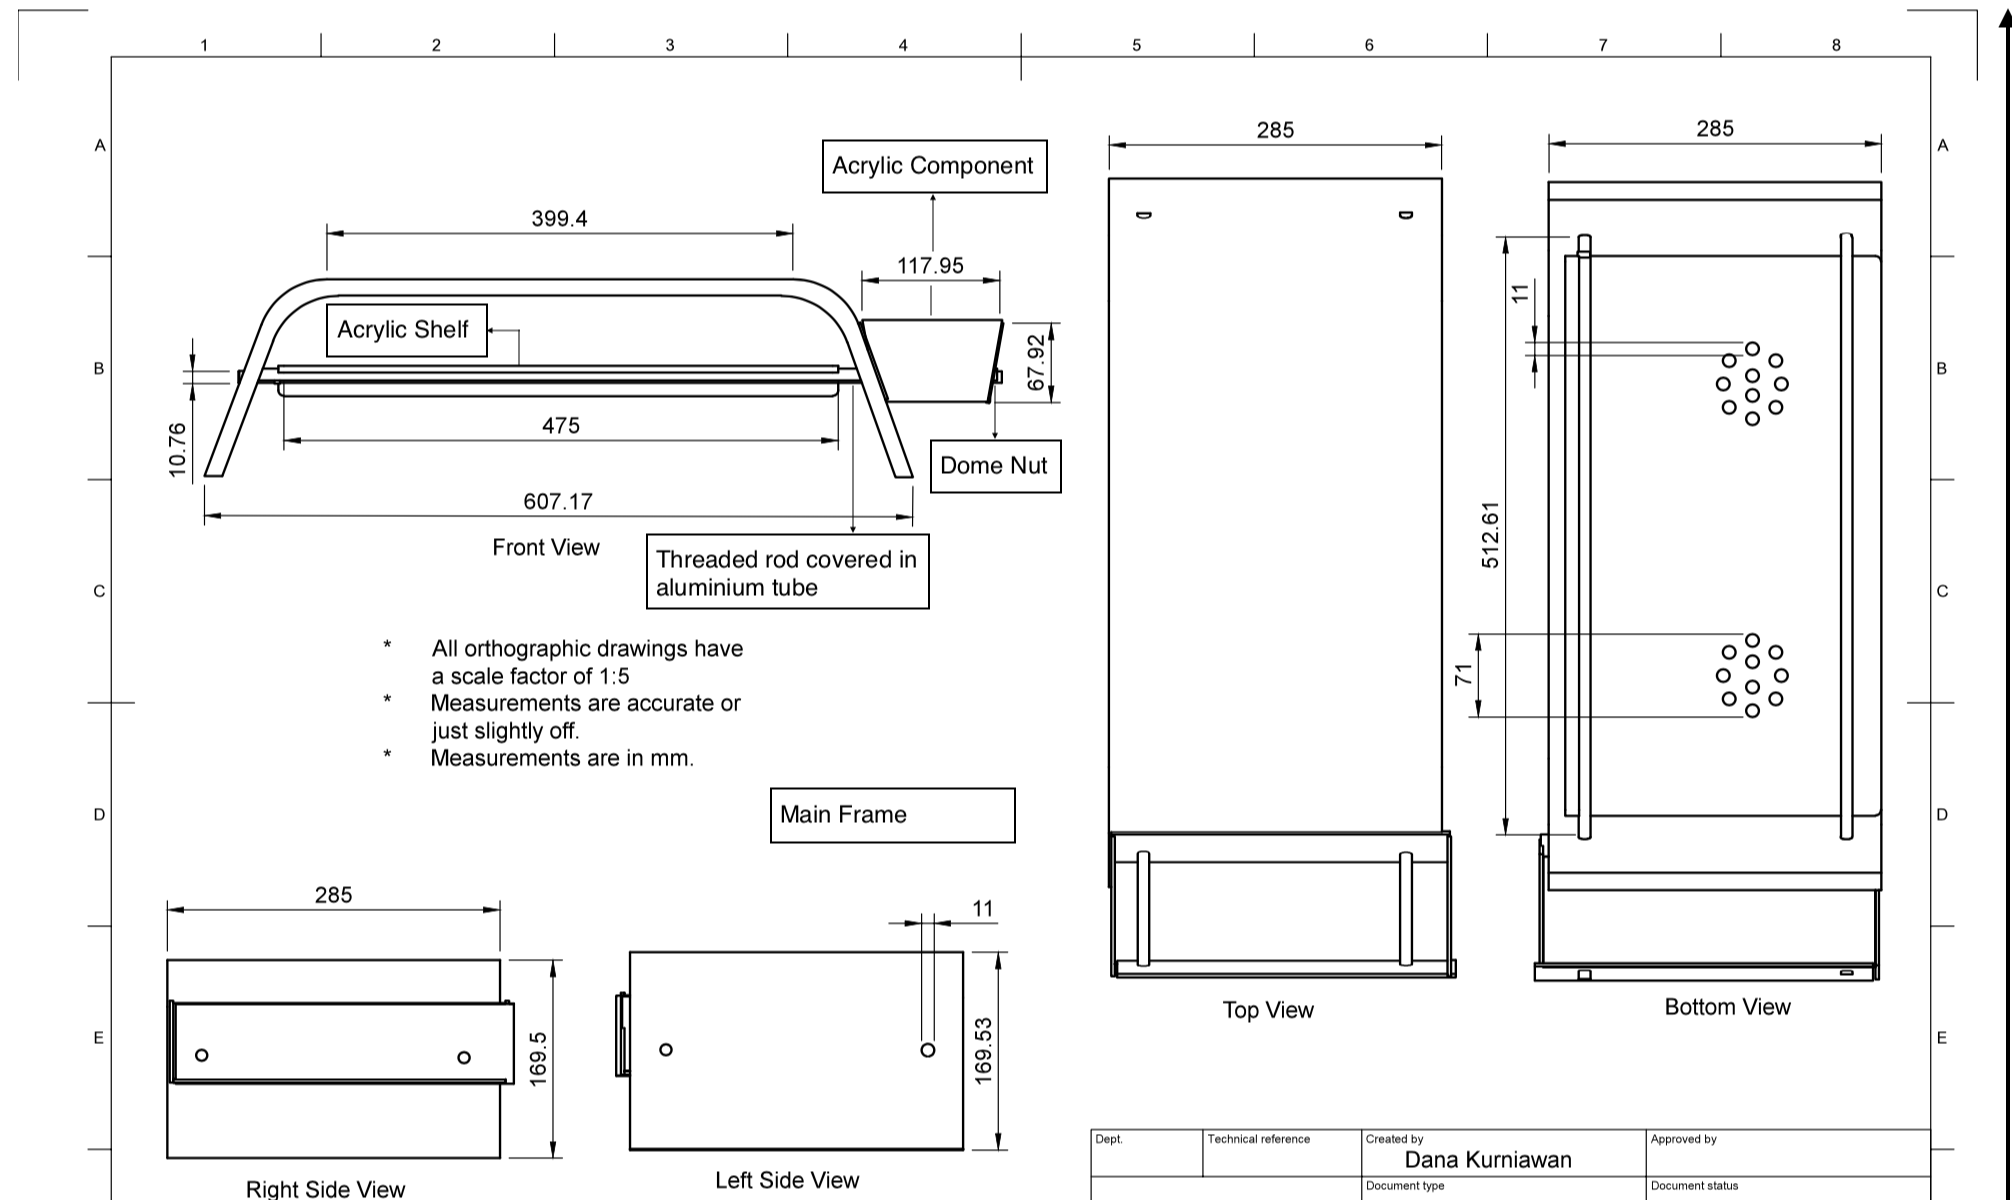 1 2 3 4 5 6 7 8
A
A
Acrylic Component
285
285
399.4
117.95
11
Acrylic Shelf
B
67.92
B
10.76
475
Dome Nut
607.17
Front View
Threaded rod covered in
aluminium tube
512.61
C
C
* All orthographic drawings have
a scale factor of 1:5
* Measurements are accurate or
just slightly off.
* Measurements are in mm.
71
Main Frame
D
D
285
11
169.5
169.53
Top View
Bottom View
E
E
Right Side View
Left Side View
Dept.
Technical reference
Created by
Dana Kurniawan
Approved by
Document type
Document status